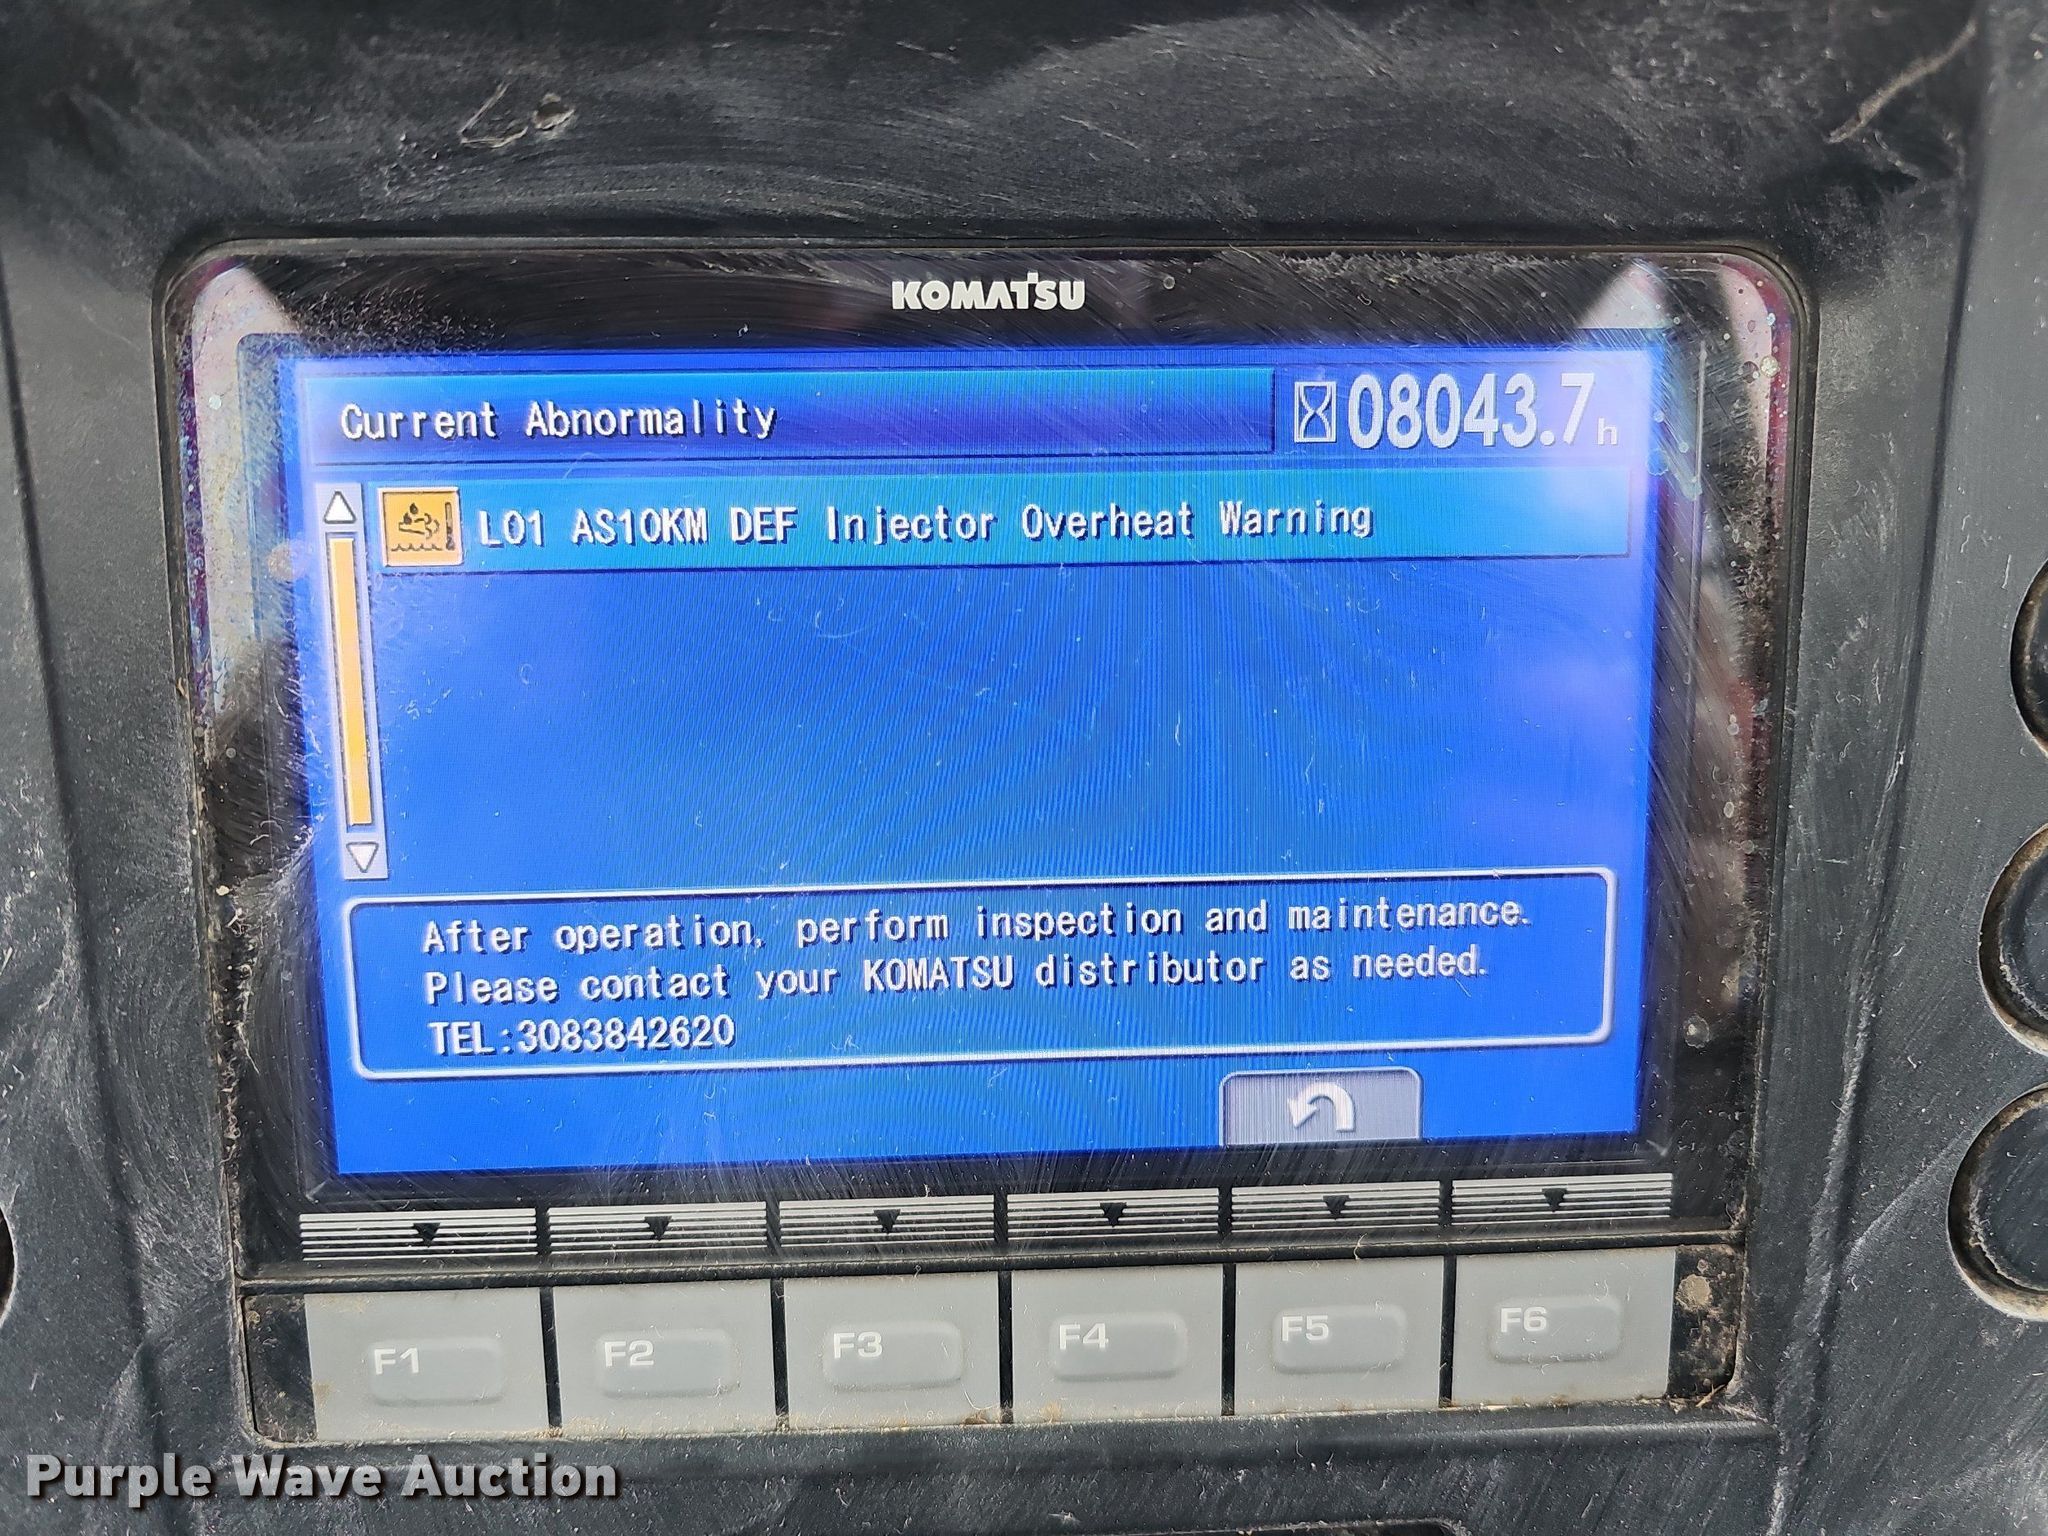 KOMATSU
Current Abnormality
08043.7h
L01 AS10KM DEF Injector Overheat Warning
After operation, perform inspection and maintenance.
Please contact your KOMATSU distributor as needed.
TEL:3083842620
F1 F2 F3 F4 F5 F6
Purple Wave Auction